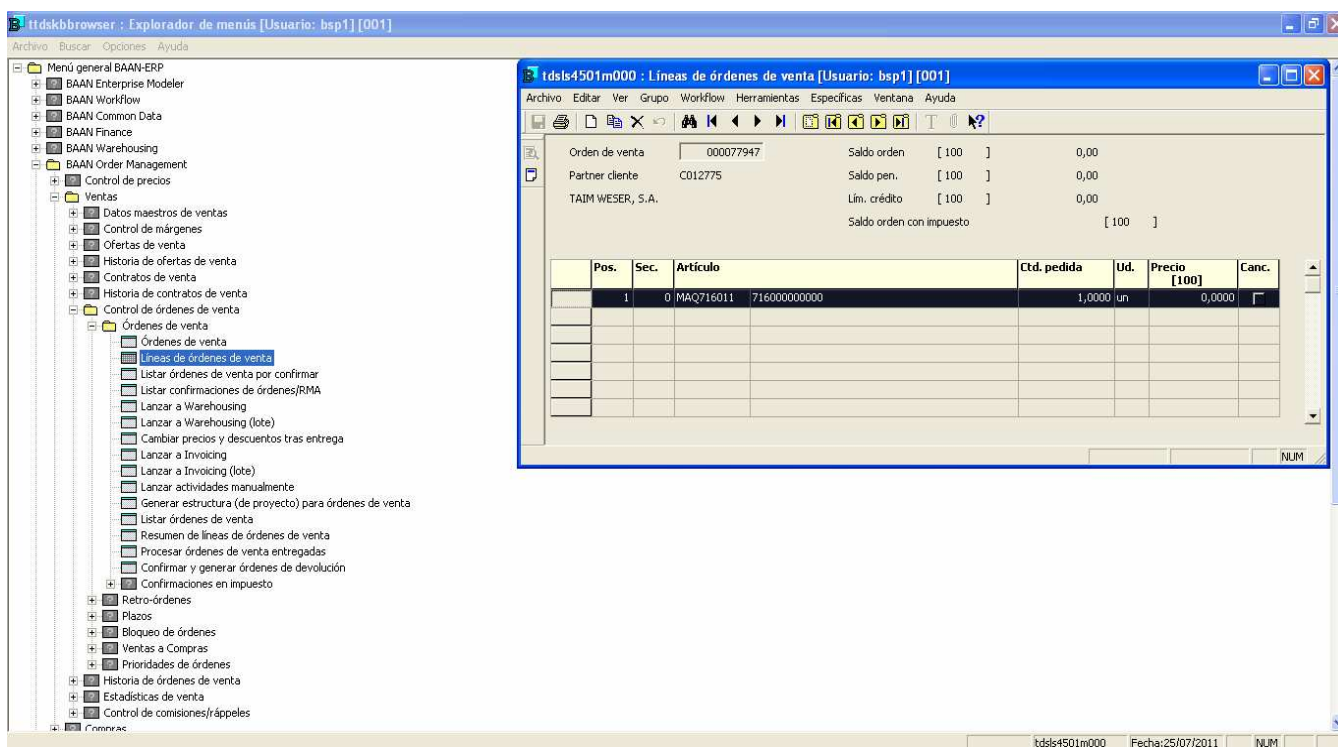 ttdskbbrowser : Explorador de menús [Usuario: bsp1] [001]
Archivo Buscar Opciones Ayuda
Menú general BAAN-ERP
BAAN Enterprise Modeler
BAAN Workflow
BAAN Common Data
BAAN Finance
BAAN Warehousing
BAAN Order Management
Control de precios
Ventas
Datos maestros de ventas
Control de márgenes
Ofertas de venta
Historia de ofertas de venta
Contratos de venta
Historia de contratos de venta
Control de órdenes de venta
Órdenes de venta
Órdenes de venta
Líneas de órdenes de venta
Listar órdenes de venta por confirmar
Listar confirmaciones de órdenes/RMA
Lanzar a Warehousing
Lanzar a Warehousing (lote)
Cambiar precios y descuentos tras entrega
Lanzar a Invoicing
Lanzar a Invoicing (lote)
Lanzar actividades manualmente
Generar estructura (de proyecto) para órdenes de venta
Listar órdenes de venta
Resumen de líneas de órdenes de venta
Procesar órdenes de venta entregadas
Confirmar y generar órdenes de devolución
Confirmaciones en impuesto
Retro-órdenes
Plazos
Bloqueo de órdenes
Ventas a Compras
Prioridades de órdenes
Historia de órdenes de venta
Estadísticas de venta
Control de comisiones/ráppeles
Compras
tdsls4501m000 : Líneas de órdenes de venta [Usuario: bsp1] [001]
Archivo Editar Ver Grupo Workflow Herramientas Específicas Ventana Ayuda
Orden de venta 000077947 Saldo orden [ 100 ] 0,00
Partner cliente C012775 Saldo pen. [ 100 ] 0,00
TAIM WESER, S.A. Lím. crédito [ 100 ] 0,00
Saldo orden con impuesto [ 100 ]
Pos. Sec. Artículo Ctd. pedida Ud. Precio [100] Canc.
1 0 MAQ716011 716000000000 1,0000 un 0,0000
NUM
tdsls4501m000 Fecha:25/07/2011 NUM